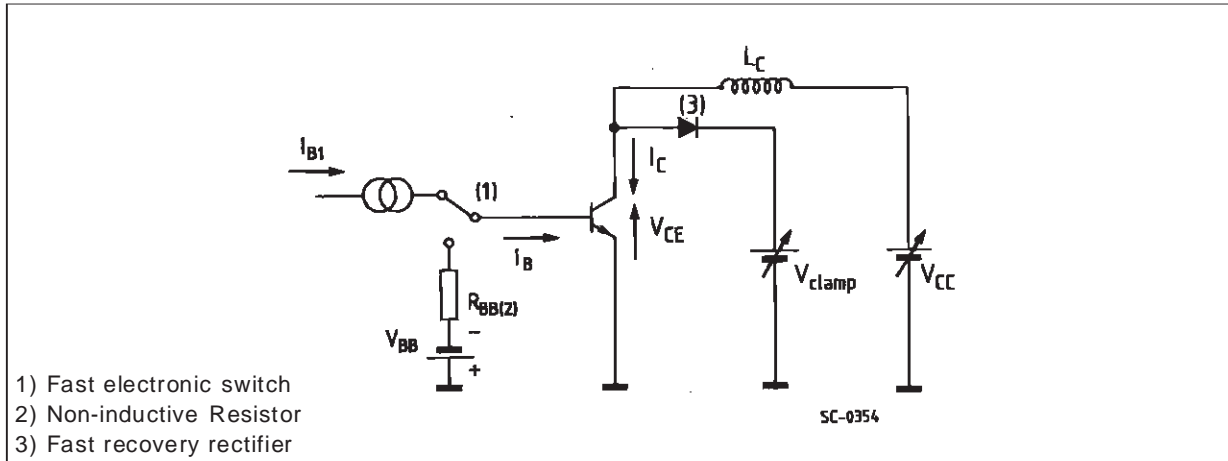 L_C
(3)
I_B1
I_C
(1)
V_CE
I_B
V_clamp
V_CC
R_BB(2)
V_BB
−
+
1) Fast electronic switch
2) Non-inductive Resistor
3) Fast recovery rectifier
SC-0354